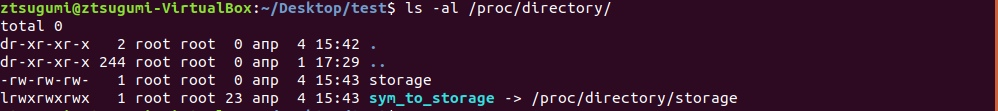 ztsugumi@ztsugumi-VirtualBox:~/Desktop/test$ ls -al /proc/directory/
total 0
dr-xr-xr-x   2 root root  0 апр  4 15:42 .
dr-xr-xr-x 244 root root  0 апр  1 17:29 ..
-rw-rw-rw-   1 root root  0 апр  4 15:43 storage
lrwxrwxrwx   1 root root 23 апр  4 15:43 sym_to_storage -> /proc/directory/storage